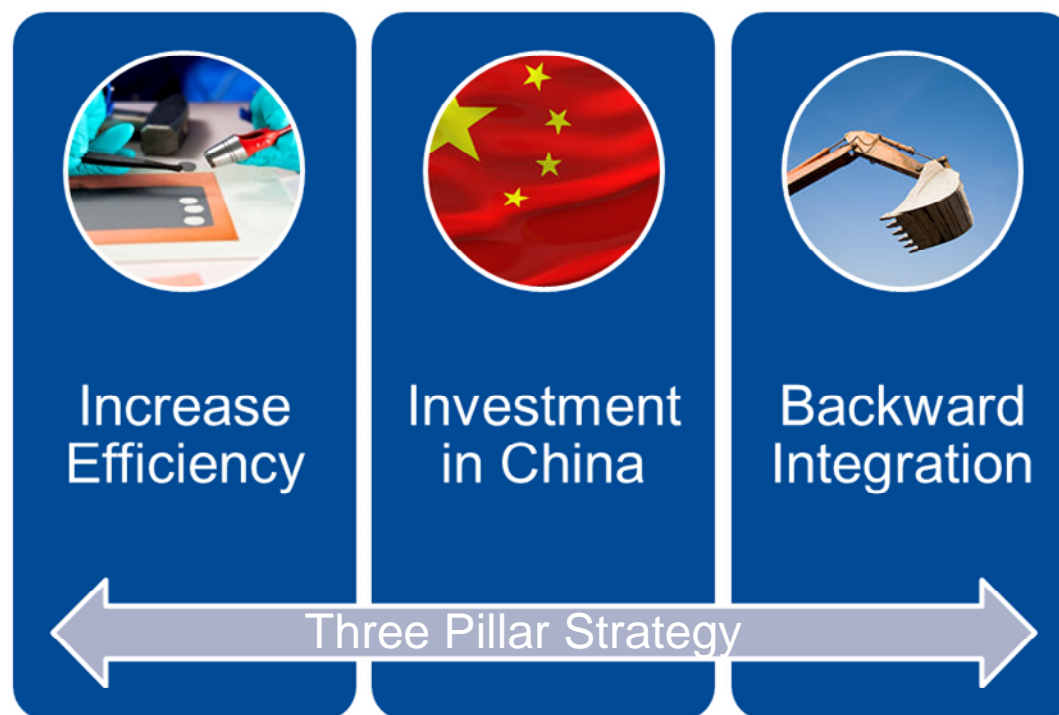 Increase
Efficiency
Investment
in China
Backward
Integration
Three Pillar Strategy